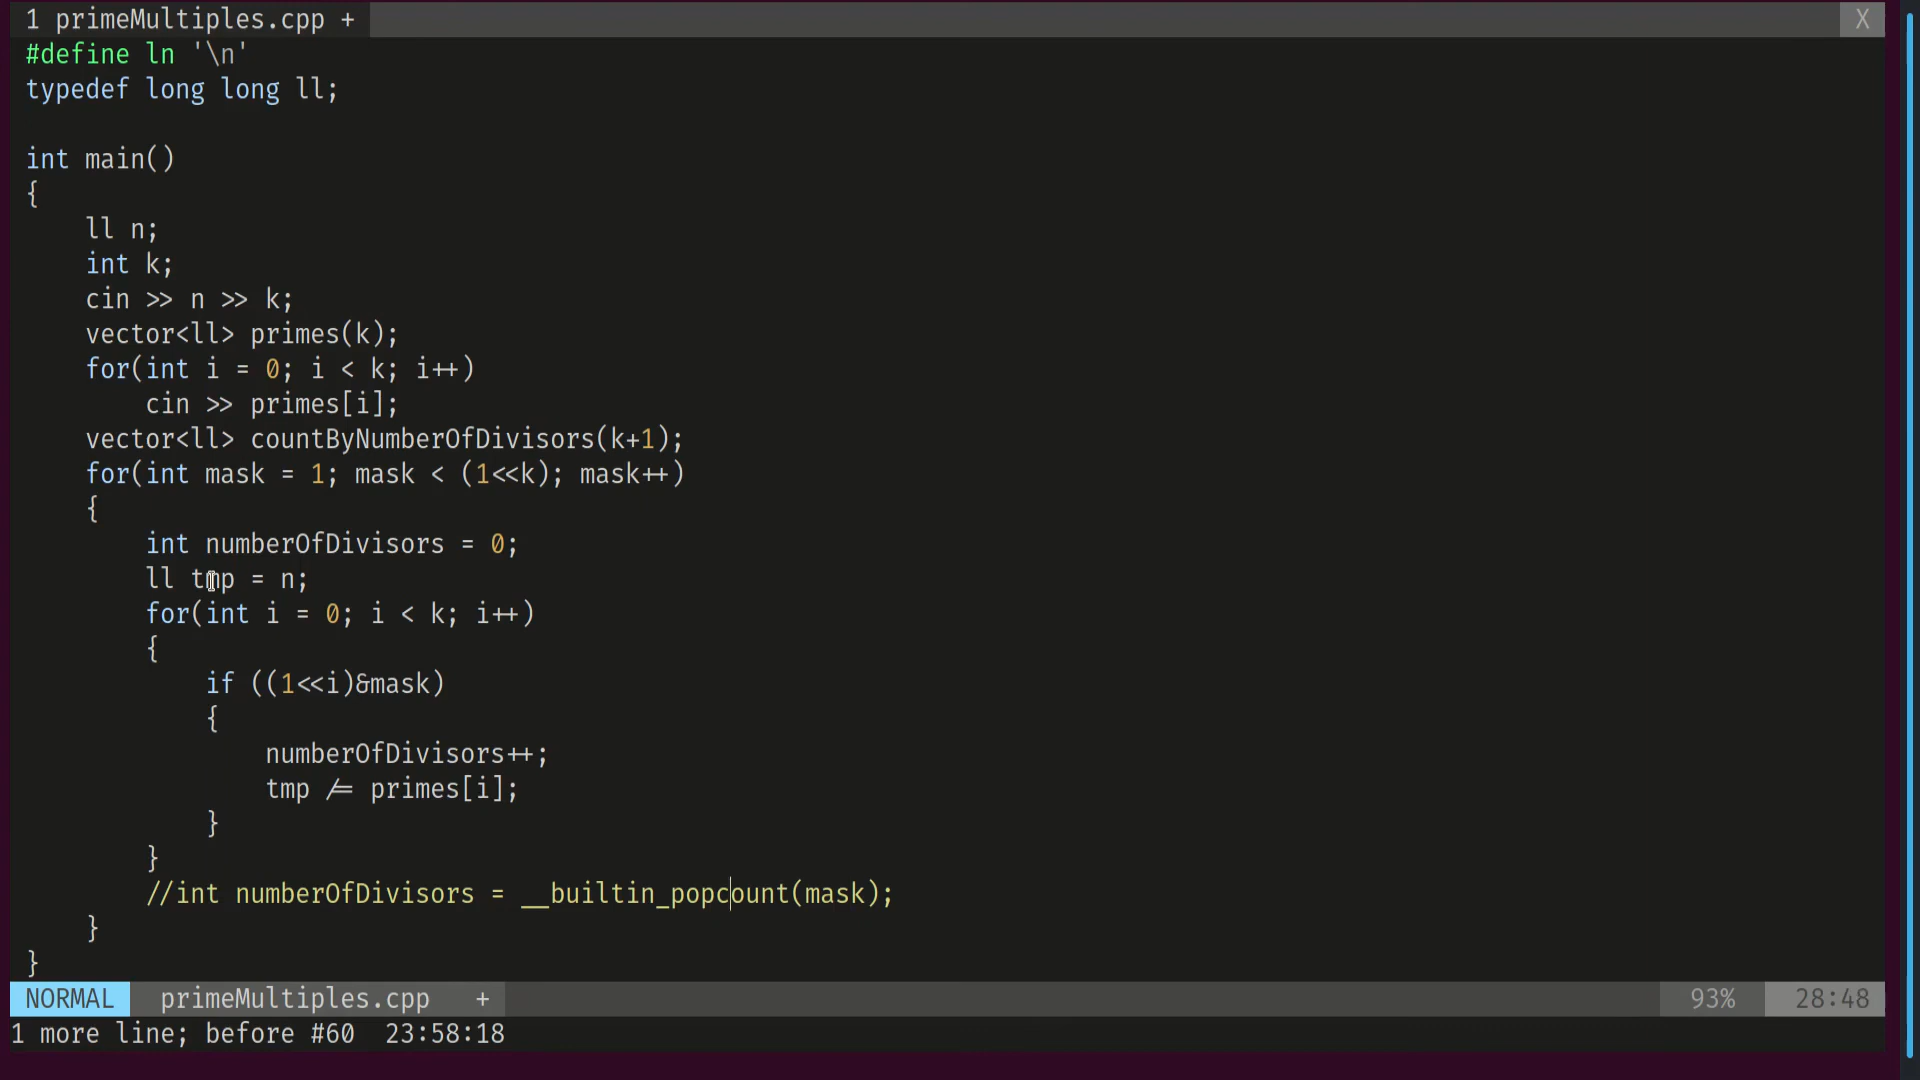 1 primeMultiples.cpp + X
#define ln '\n'
typedef long long ll;
int main()
{
ll n;
int k;
cin >> n >> k;
vector<ll> primes(k);
for(int i = 0; i < k; i++)
cin >> primes[i];
vector<ll> countByNumberOfDivisors(k+1);
for(int mask = 1; mask < (1<<k); mask++)
{
int numberOfDivisors = 0;
ll tmp = n;
for(int i = 0; i < k; i++)
{
if ((1<<i)&mask)
{
numberOfDivisors++;
tmp /= primes[i];
}
}
//int numberOfDivisors = __builtin_popcount(mask);
}
}
NORMAL primeMultiples.cpp + 93% 28:48
1 more line; before #60 23:58:18